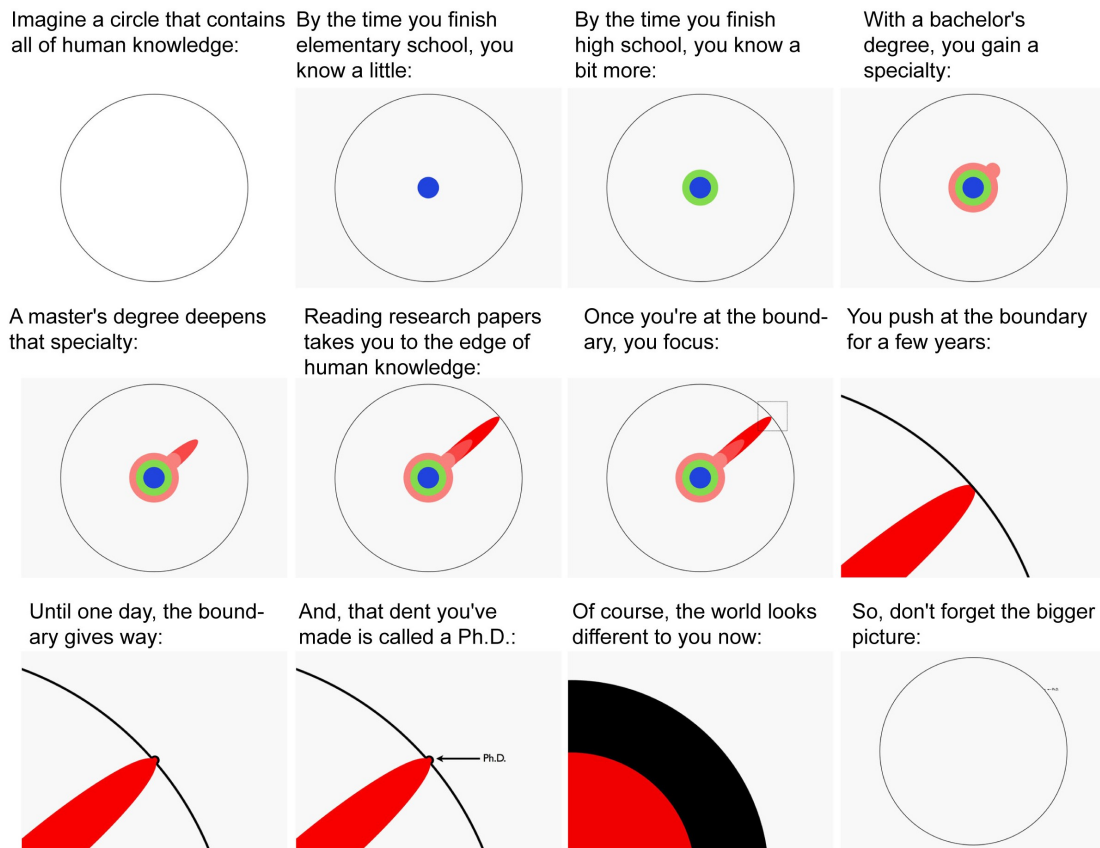 Imagine a circle that contains
all of human knowledge:
By the time you finish
elementary school, you
know a little:
By the time you finish
high school, you know a
bit more:
With a bachelor's
degree, you gain a
specialty:
A master's degree deepens
that specialty:
Reading research papers
takes you to the edge of
human knowledge:
Once you're at the bound-
ary, you focus:
You push at the boundary
for a few years:
Until one day, the bound-
ary gives way:
And, that dent you've
made is called a Ph.D.:
Ph.D.
Of course, the world looks
different to you now:
So, don't forget the bigger
picture: